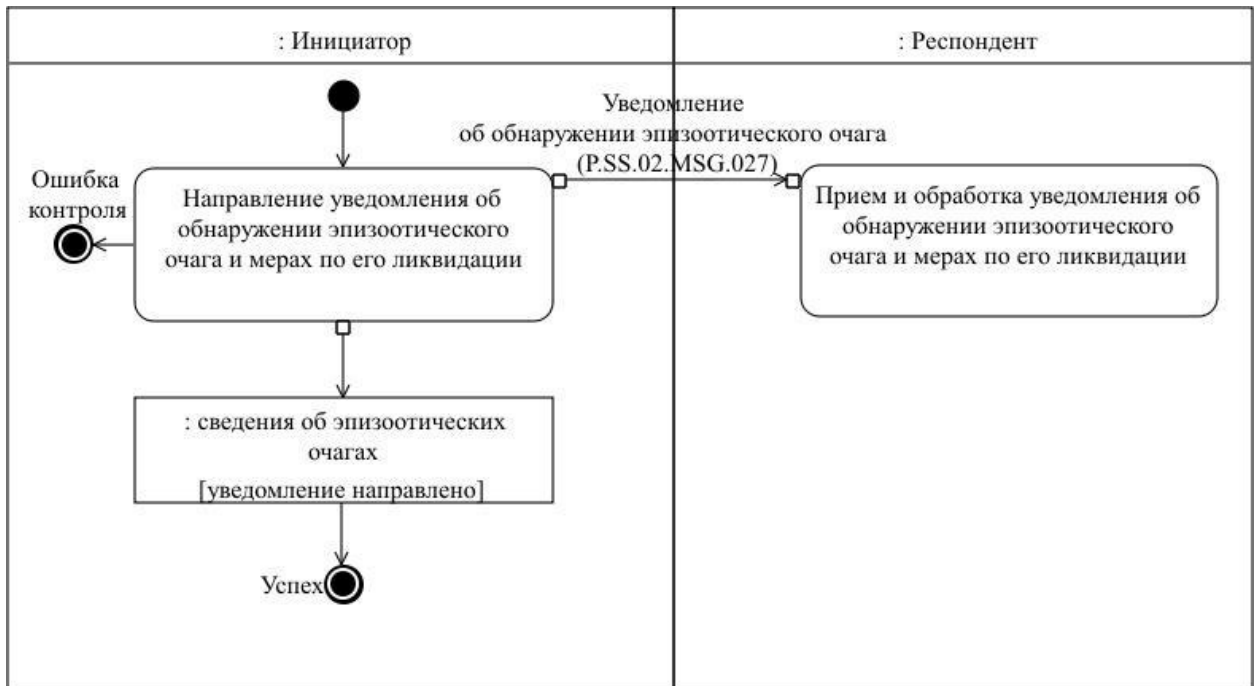 : Инициатор
: Респондент
Уведомление
об обнаружении эпизоотического очага
(P.SS.02.MSG.027)
Ошибка
контроля
Направление уведомления об
обнаружении эпизоотического
очага и мерах по его ликвидации
Прием и обработка уведомления об
обнаружении эпизоотического
очага и мерах по его ликвидации
: сведения об эпизоотических
очагах
[уведомление направлено]
Успех